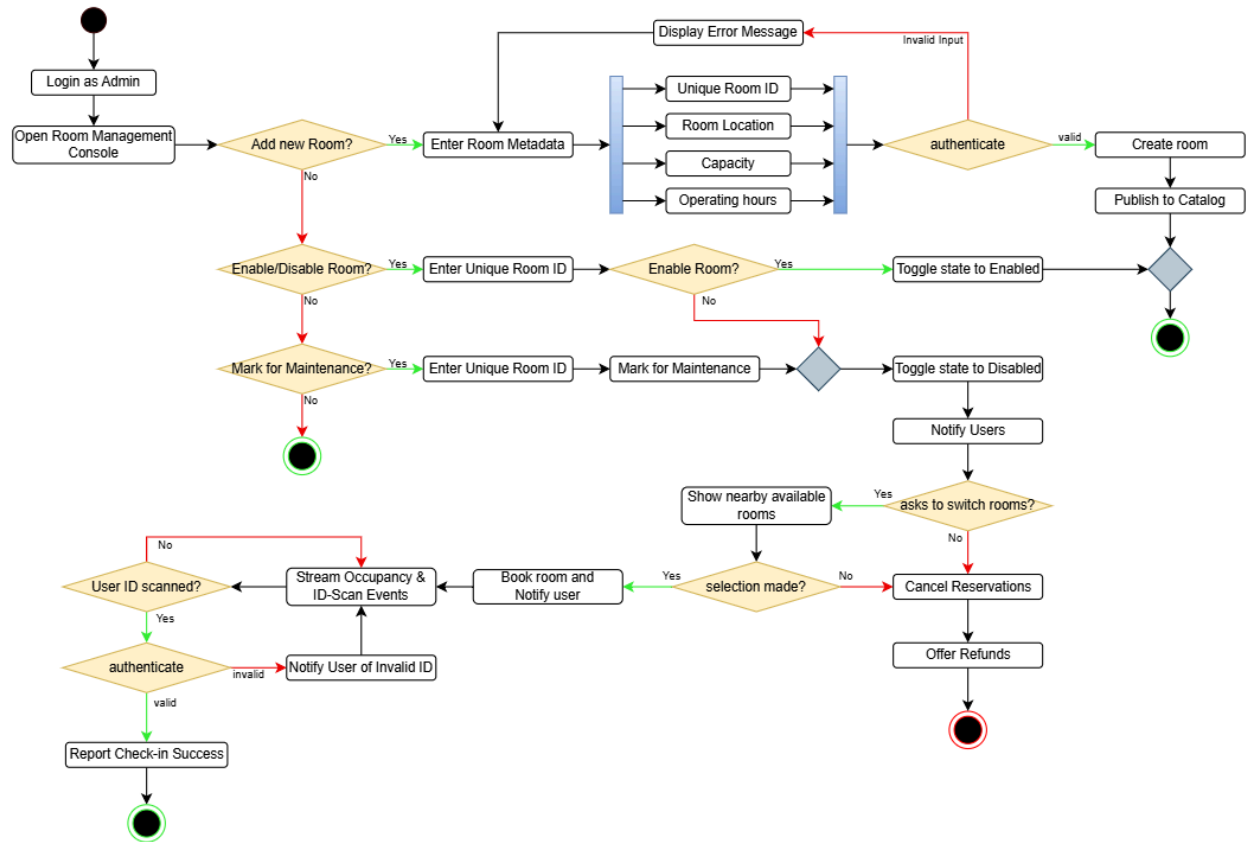 Display Error Message
Invalid Input
Login as Admin
Unique Room ID
Open Room Management
Console
Add new Room?
Yes
Enter Room Metadata
Room Location
authenticate
valid
Create room
Capacity
No
Operating hours
Publish to Catalog
Enable/Disable Room?
Yes
Enter Unique Room ID
Enable Room?
Yes
Toggle state to Enabled
No
No
Mark for Maintenance?
Yes
Enter Unique Room ID
Mark for Maintenance
Toggle state to Disabled
No
Notify Users
Show nearby available
rooms
Yes
asks to switch rooms?
No
No
User ID scanned?
Stream Occupancy &
ID-Scan Events
Book room and
Notify user
Yes
selection made?
No
Cancel Reservations
Yes
authenticate
invalid
Notify User of Invalid ID
Offer Refunds
valid
Report Check-in Success